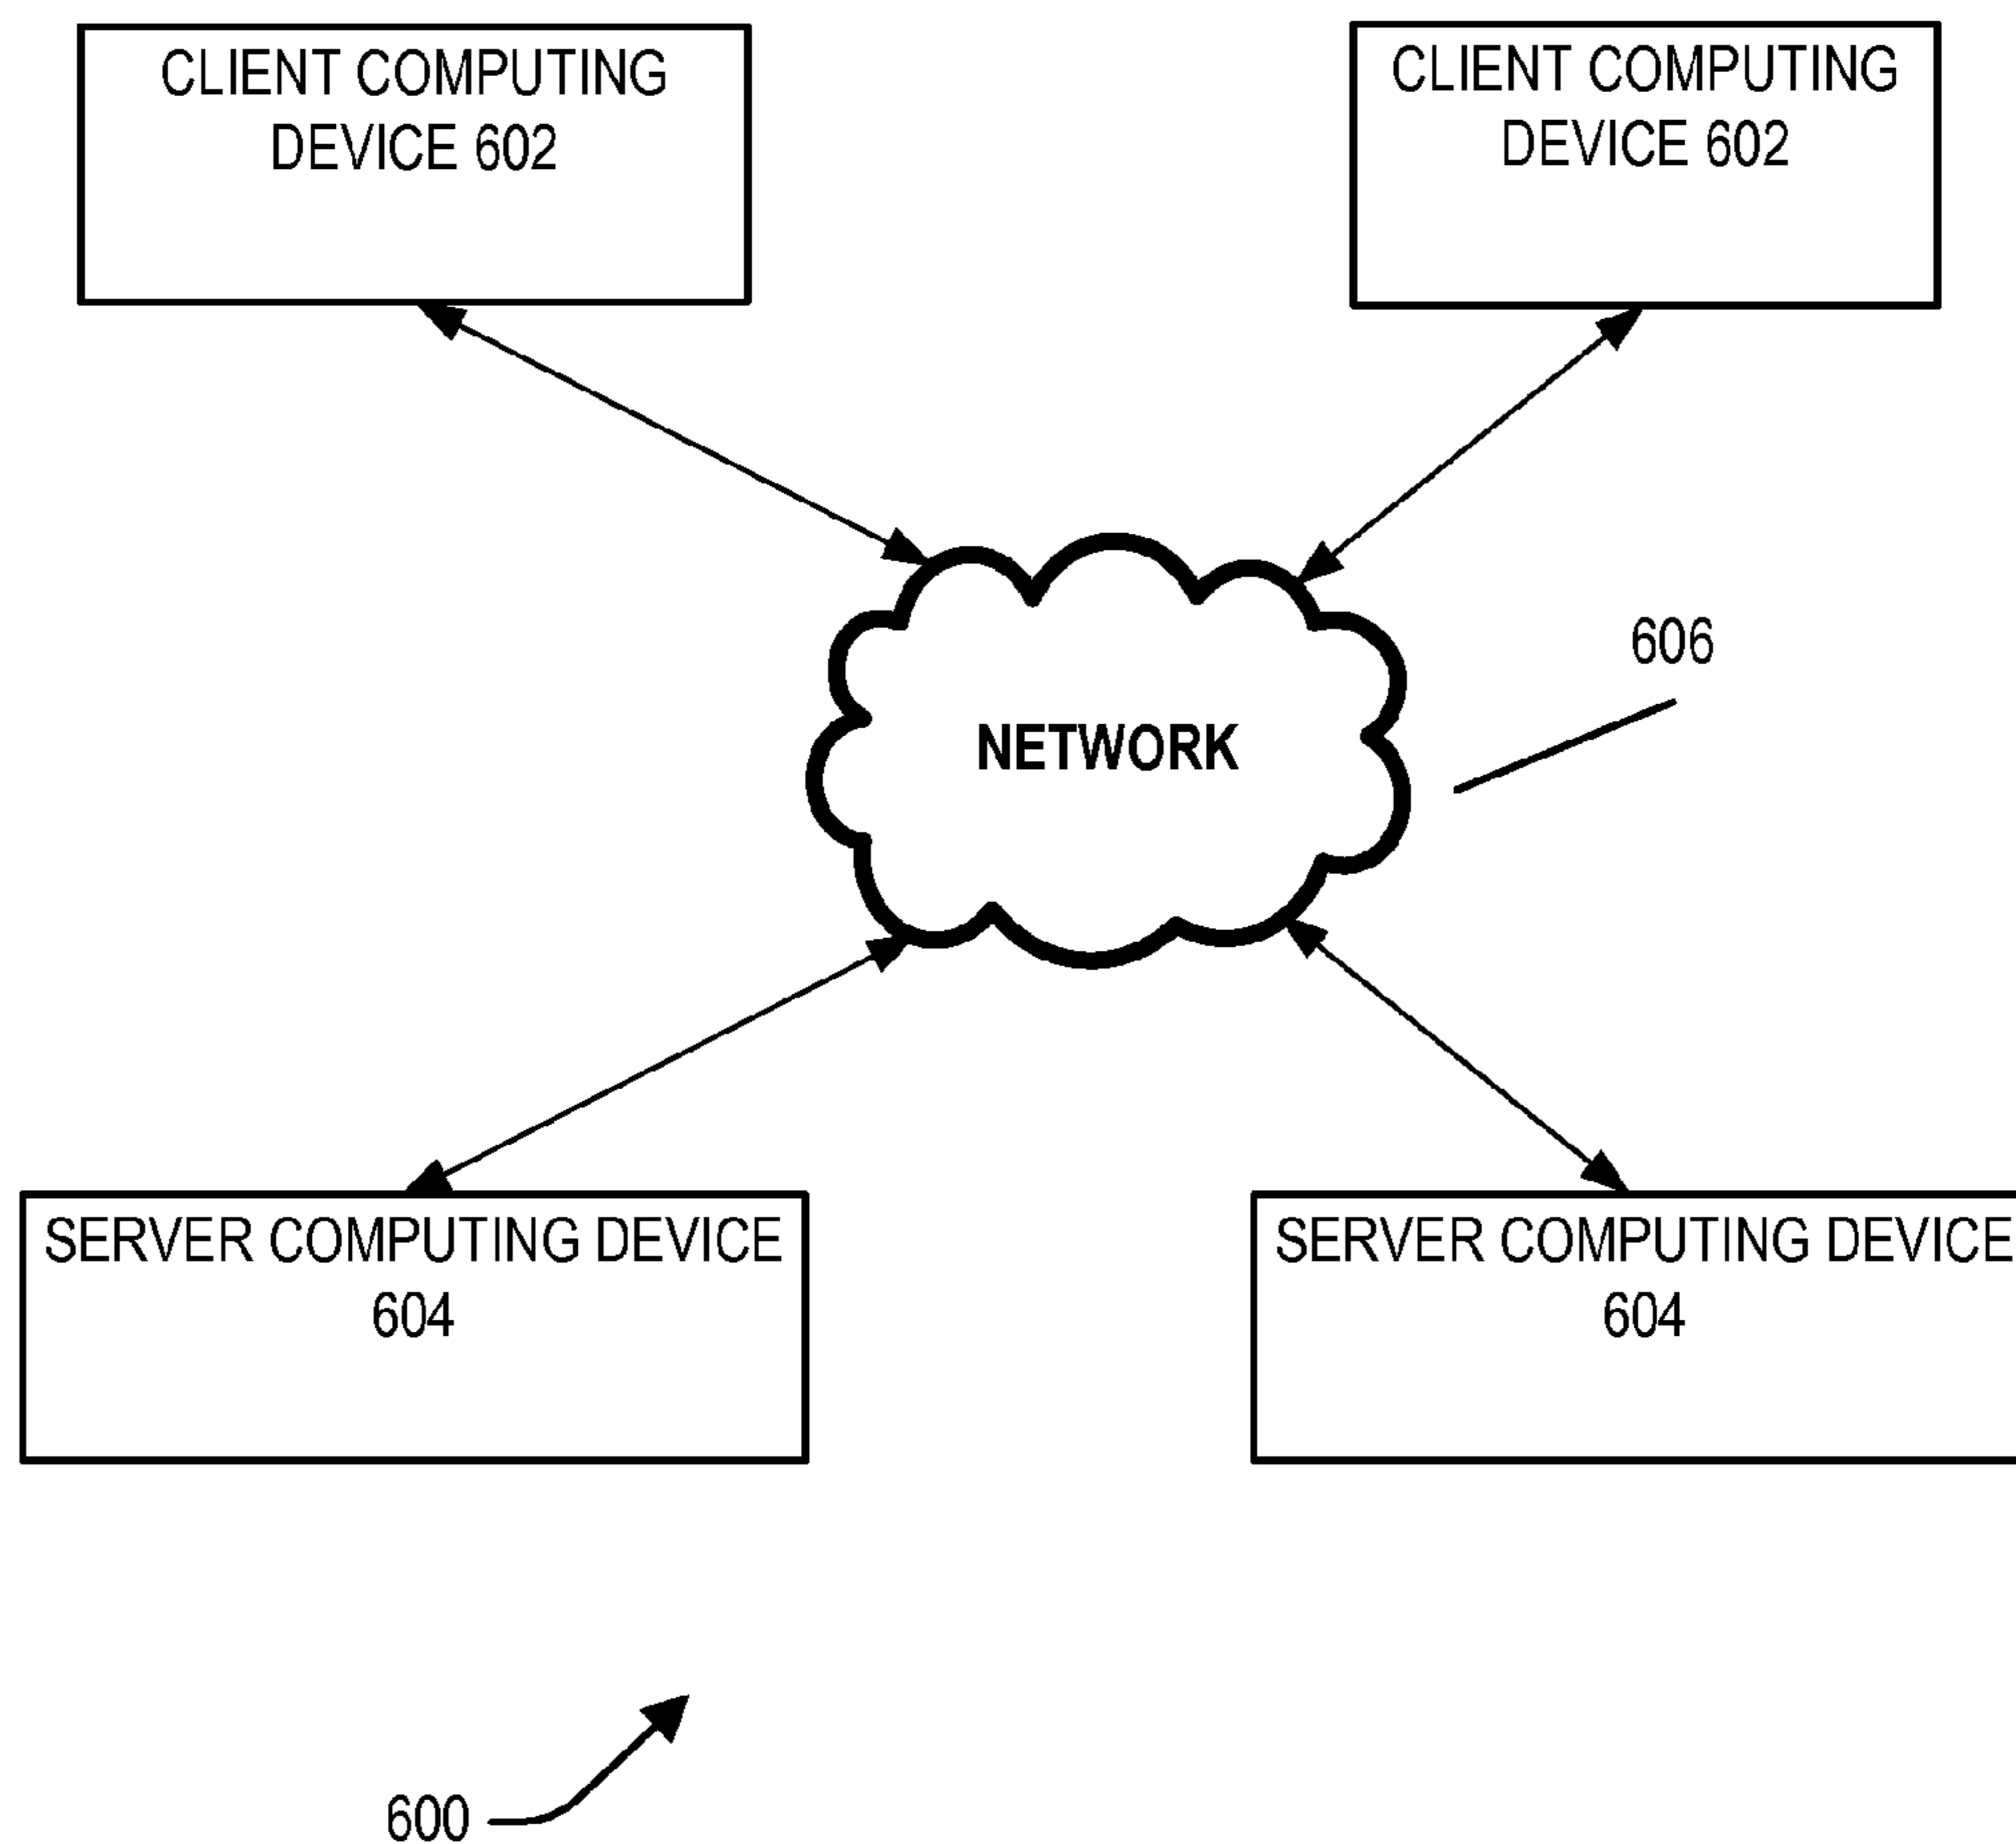 CLIENT COMPUTING
DEVICE 602
CLIENT COMPUTING
DEVICE 602
606
NETWORK
SERVER COMPUTING DEVICE
604
SERVER COMPUTING DEVICE
604
600